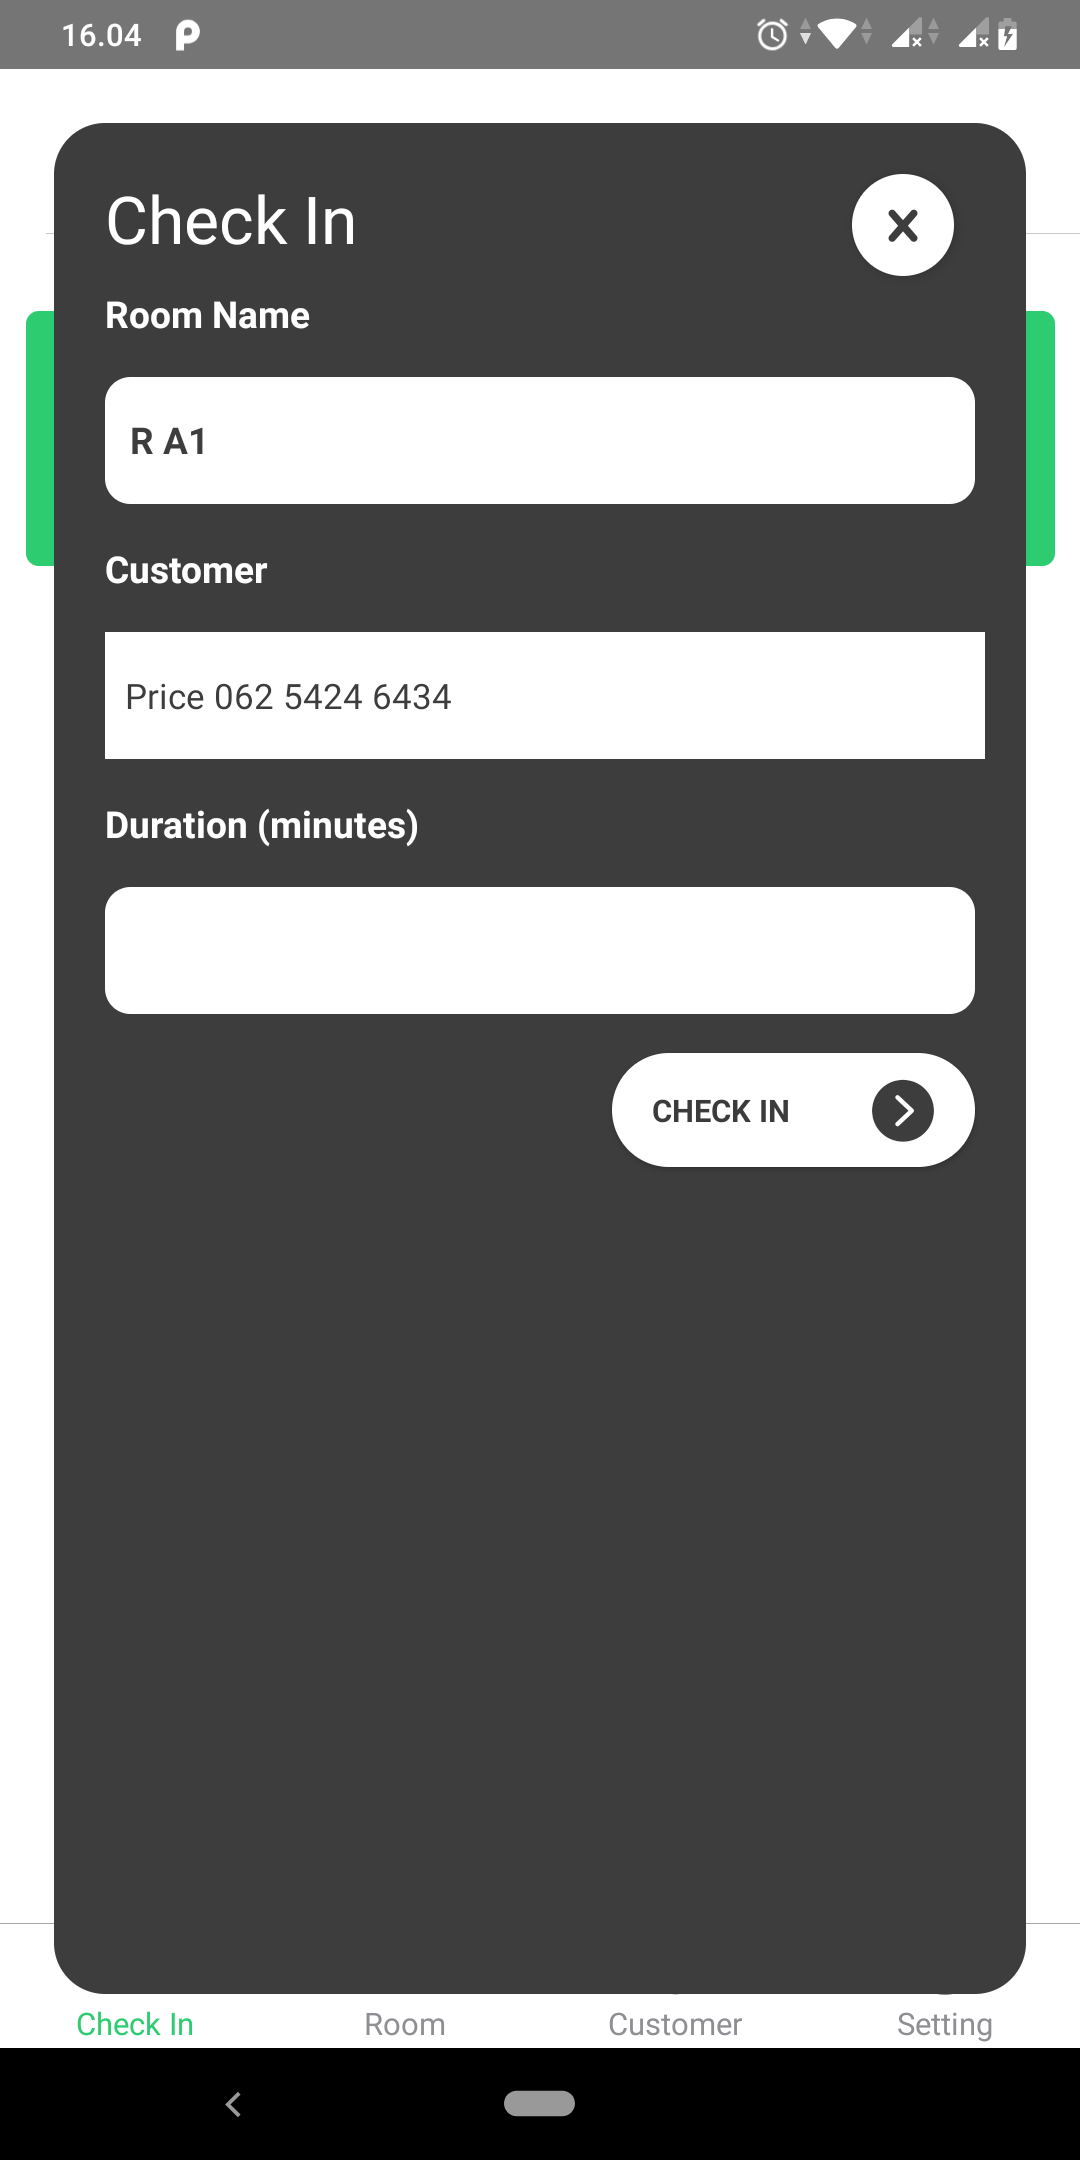 16.04
Check In
Room Name
R A1
Customer
Price 062 5424 6434
Duration (minutes)
CHECK IN
Check In
Room
Customer
Setting